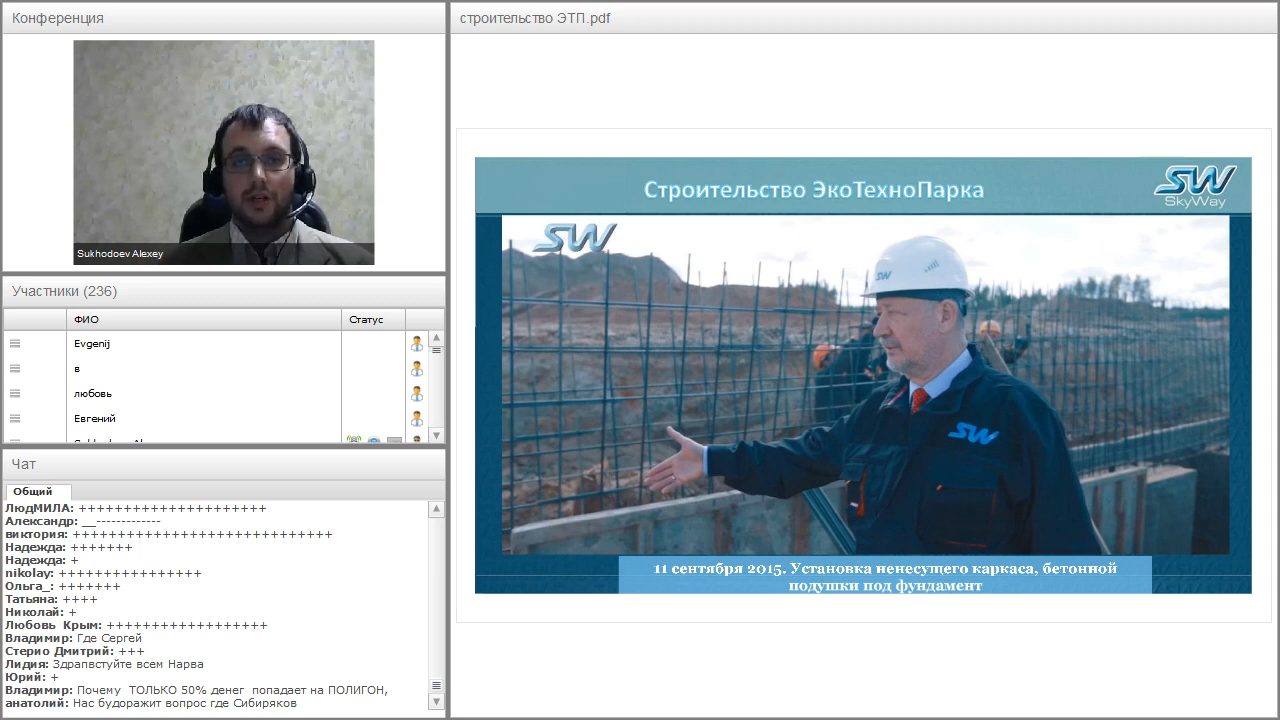 Конференция
Sukhodoev Alexey
Участники (236)
ФИО Статус
Evgenij
в
любовь
Евгений
Чат
Общий
ЛюдМИЛА: +++++++++++++++++++++
Александр: __-------------
виктория: +++++++++++++++++++++++++++++
Надежда: +++++++
Надежда: +
nikolay: ++++++++++++++++
Ольга_: +++++++
Татьяна: ++++
Николай: +
Любовь Крым: ++++++++++++++++++
Владимир: Где Сергей
Стерио Дмитрий: +++
Лидия: Здрапвстуйте всем Нарва
Юрий: +
Владимир: Почему ТОЛЬКО 50% денег попадает на ПОЛИГОН,
анатолий: Нас будоражит вопрос где Сибиряков
строительство ЭТП.pdf
Строительство ЭкоТехноПарка
SW
SkyWay
SW
SW
SW
11 сентября 2015. Установка ненесущего каркаса, бетонной
подушки под фундамент